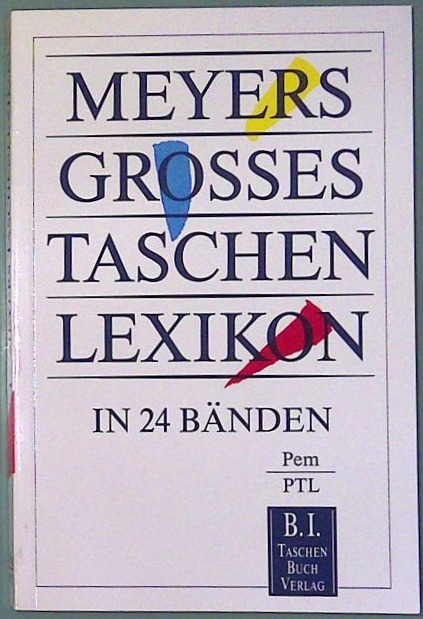 MEYERS
GROSSES
TASCHEN
LEXIKON
IN 24 BÄNDEN
Pem
PTL
B.I.
TASCHEN
BUCH
VERLAG